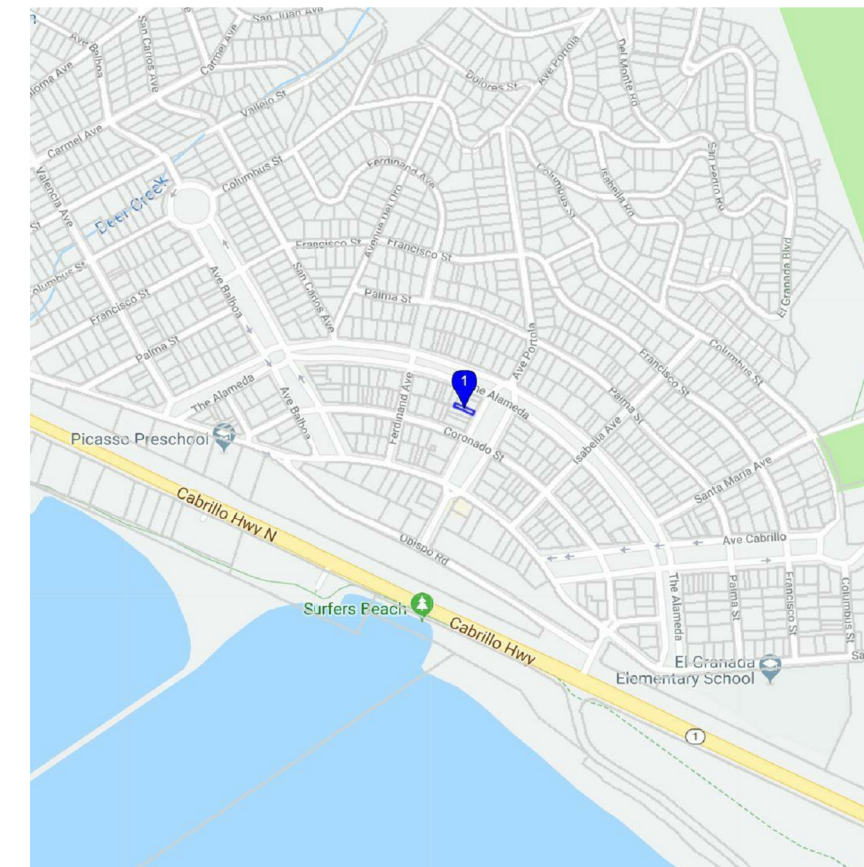 San Juan Ave
Ave Balboa
San Carlos Ave
Carmel Ave
Vallejo St
Dolores St
Ave Portola
Del Monte Rd
Carmel Ave
Valencia Ave
Columbus St
Ferdinand Ave
Columbus St
Isabella Rd
San Pedro Rd
Deer Creek
Avenue Del Oro
Francisco St
Francisco St
El Granada Blvd
Columbus St
Francisco St
Ave Balboa
San Carlos Ave
Palma St
Palma St
Ave Portola
Francisco St
Columbus St
1
The Alameda
The Alameda
Ferdinand Ave
Palma St
Ave Balboa
Coronado St
Isabella Ave
Picasso Preschool
Santa Maria Ave
Cabrillo Hwy N
Obispo Rd
Ave Cabrillo
Surfers Beach
Cabrillo Hwy
The Alameda
Palma St
Francisco St
Columbus St
El Granada
Elementary School
Sa
1